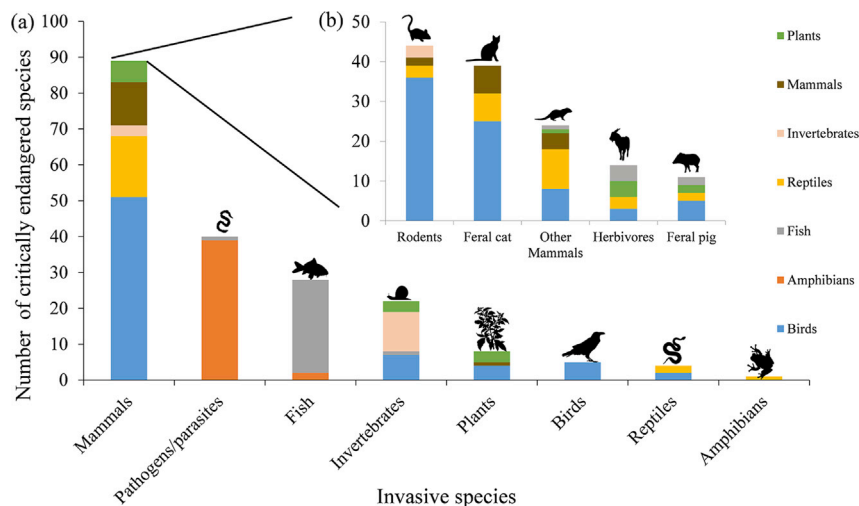 (a)
Number of critically endangered species
100
90
80
70
60
50
40
30
20
10
0
Mammals
Pathogens/parasites
Fish
Invertebrates
Plants
Birds
Reptiles
Amphibians
Invasive species
(b)
50
40
30
20
10
0
Rodents
Feral cat
Other
Mammals
Herbivores
Feral pig
Plants
Mammals
Invertebrates
Reptiles
Fish
Amphibians
Birds